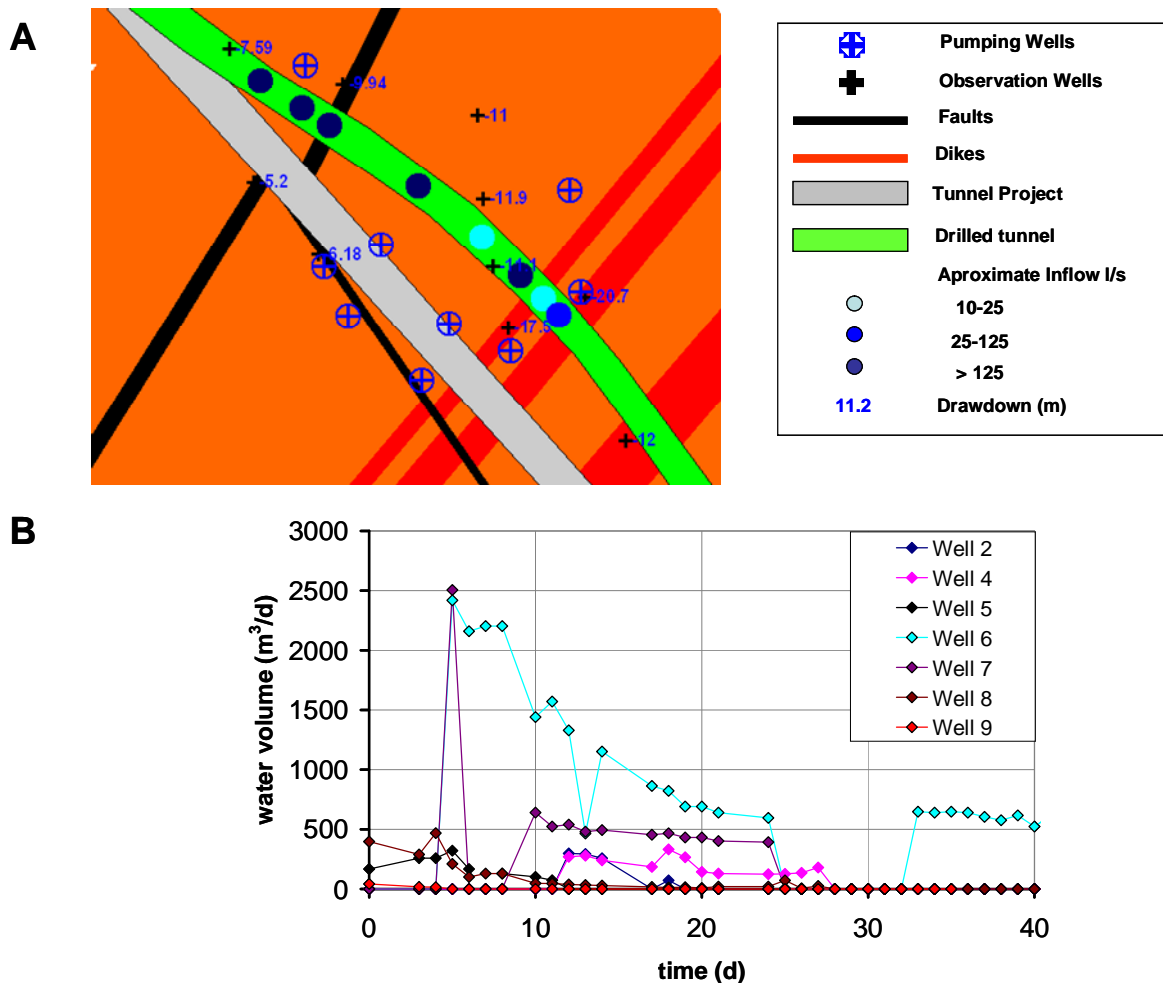 A
-7.59
-9.94
-11
-5.2
-11.9
-6.18
-20.7
-17.5
-12
Pumping Wells
Observation Wells
Faults
Dikes
Tunnel Project
Drilled tunnel
Aproximate Inflow l/s
10-25
25-125
> 125
11.2 Drawdown (m)
B
water volume (m³/d)
3000
2500
2000
1500
1000
500
0
0 10 20 30 40
time (d)
Well 2
Well 4
Well 5
Well 6
Well 7
Well 8
Well 9